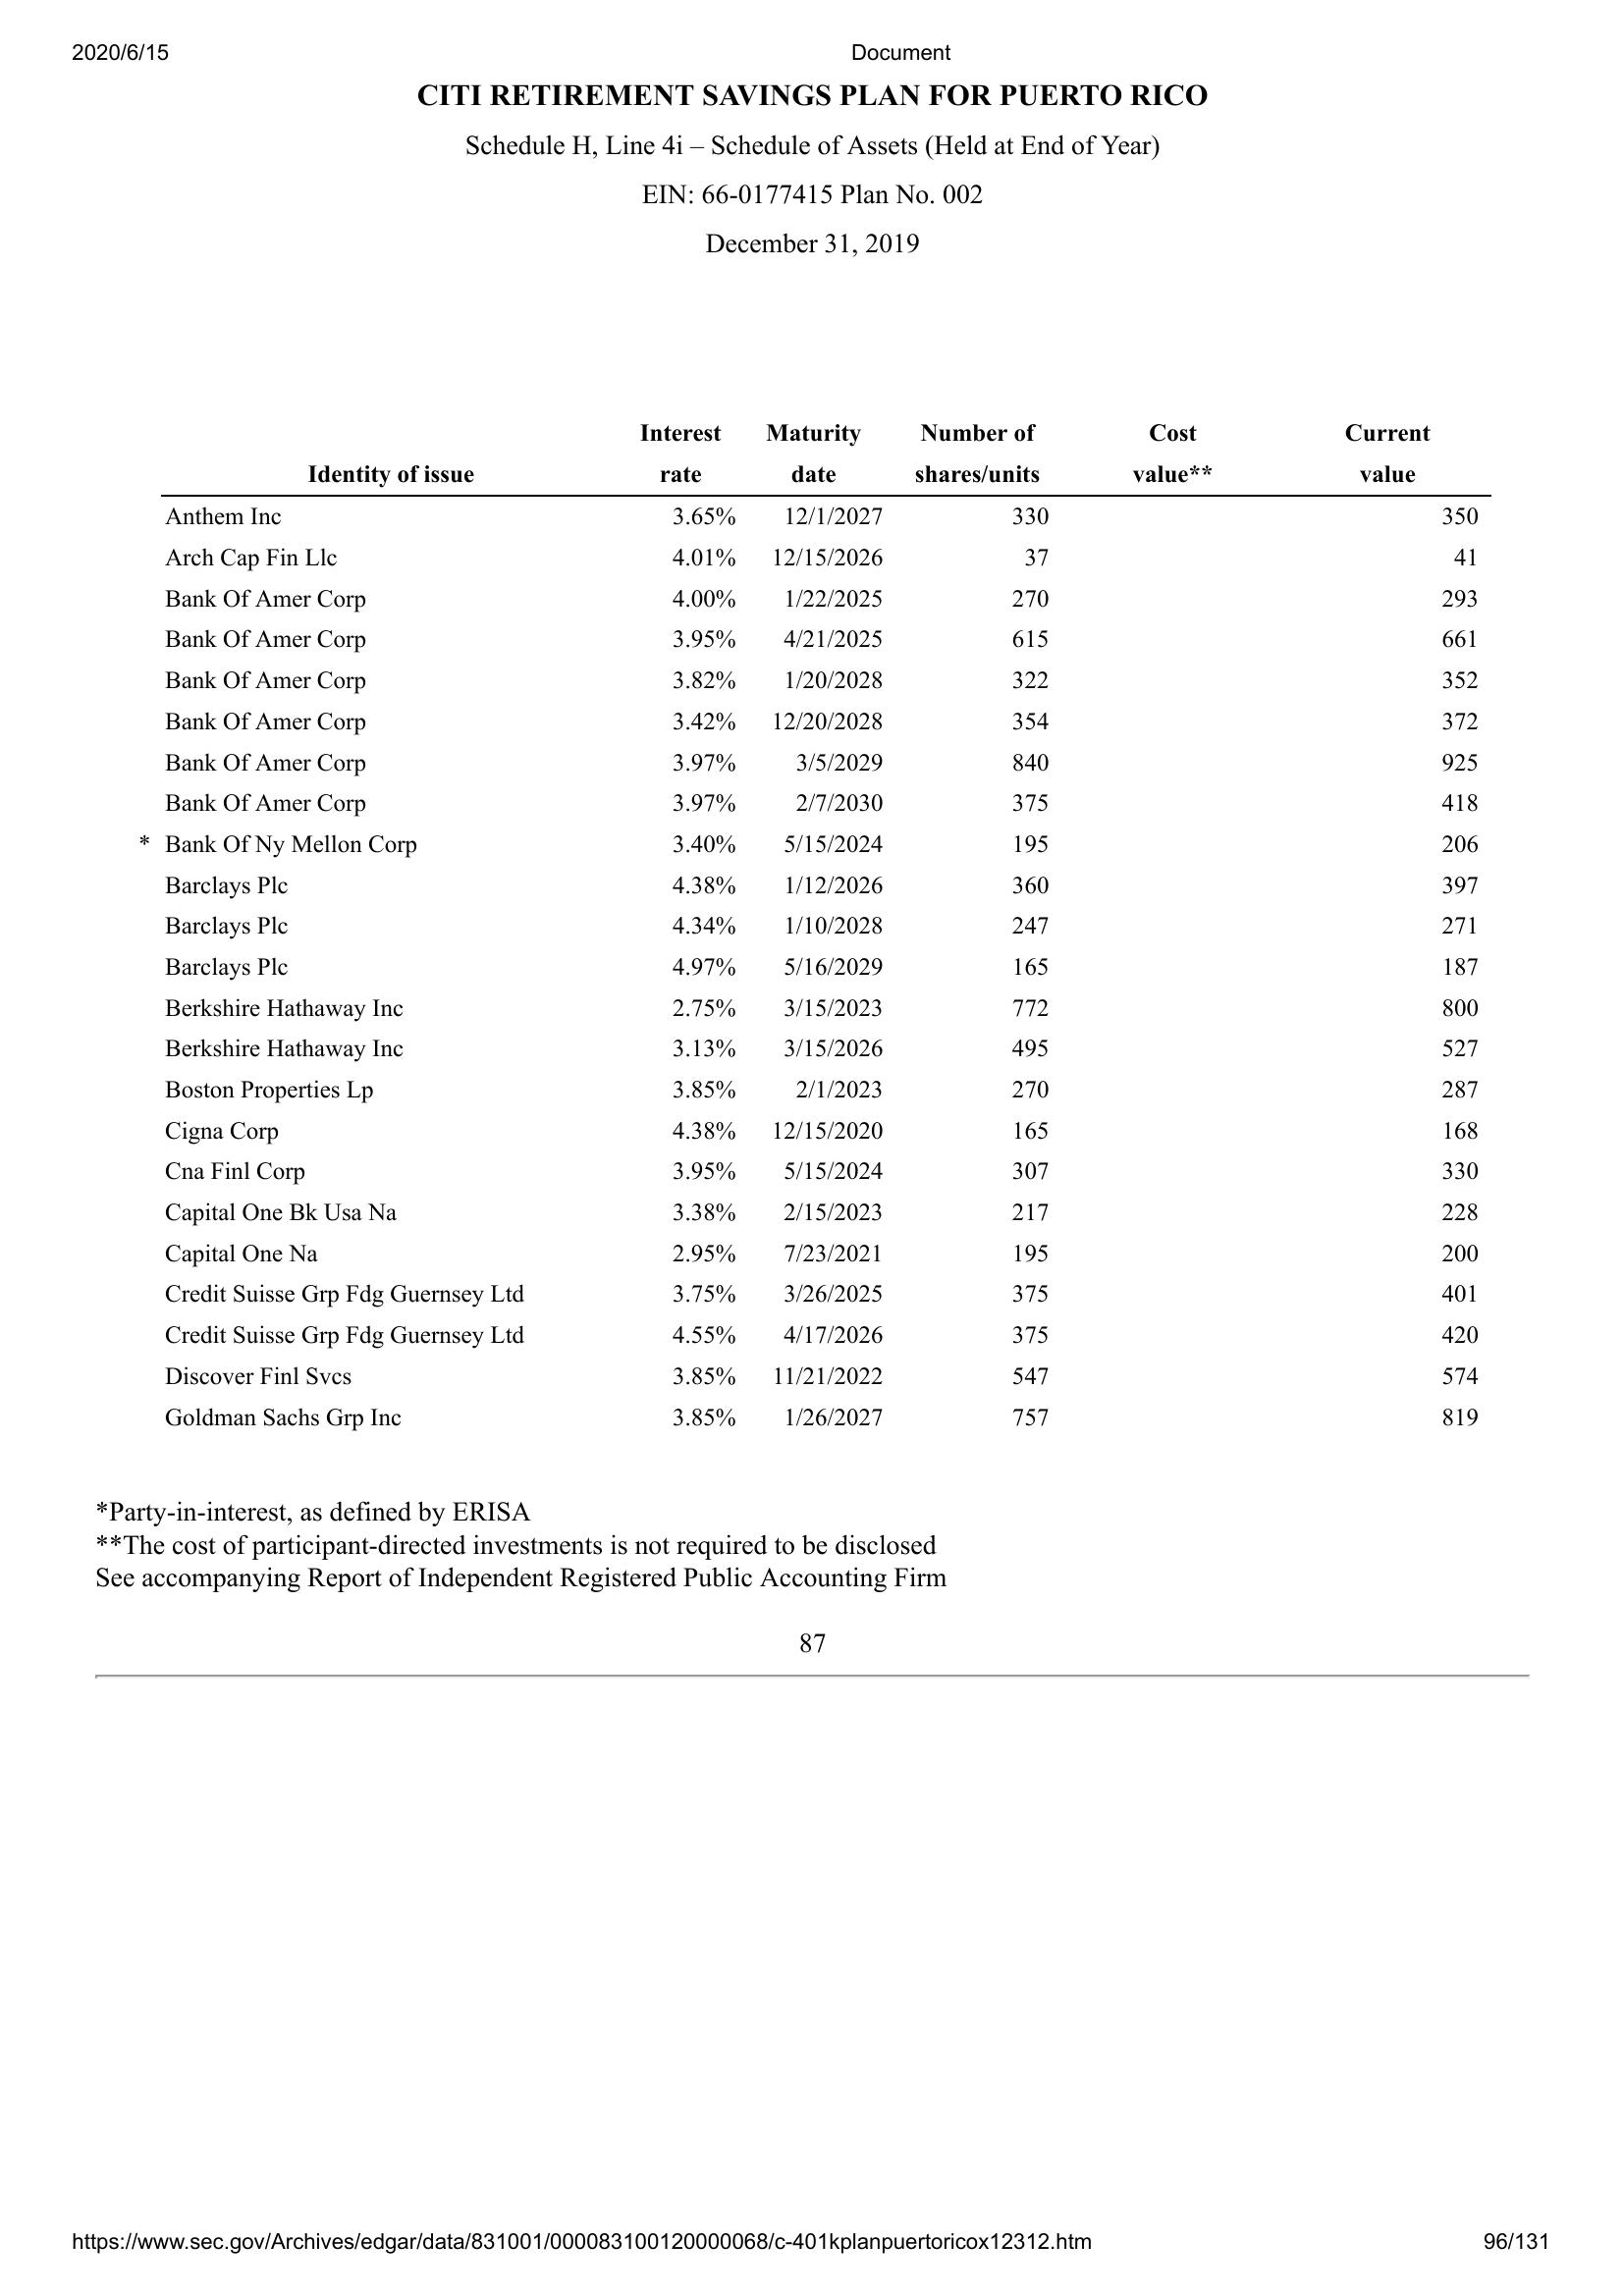 2020/6/15 Document
CITI RETIREMENT SAVINGS PLAN FOR PUERTO RICO
Schedule H, Line 4i – Schedule of Assets (Held at End of Year)
EIN: 66-0177415 Plan No. 002
December 31, 2019
Interest Maturity Number of Cost Current
Identity of issue rate date shares/units value** value
Anthem Inc 3.65% 12/1/2027 330 350
Arch Cap Fin Llc 4.01% 12/15/2026 37 41
Bank Of Amer Corp 4.00% 1/22/2025 270 293
Bank Of Amer Corp 3.95% 4/21/2025 615 661
Bank Of Amer Corp 3.82% 1/20/2028 322 352
Bank Of Amer Corp 3.42% 12/20/2028 354 372
Bank Of Amer Corp 3.97% 3/5/2029 840 925
Bank Of Amer Corp 3.97% 2/7/2030 375 418
* Bank Of Ny Mellon Corp 3.40% 5/15/2024 195 206
Barclays Plc 4.38% 1/12/2026 360 397
Barclays Plc 4.34% 1/10/2028 247 271
Barclays Plc 4.97% 5/16/2029 165 187
Berkshire Hathaway Inc 2.75% 3/15/2023 772 800
Berkshire Hathaway Inc 3.13% 3/15/2026 495 527
Boston Properties Lp 3.85% 2/1/2023 270 287
Cigna Corp 4.38% 12/15/2020 165 168
Cna Finl Corp 3.95% 5/15/2024 307 330
Capital One Bk Usa Na 3.38% 2/15/2023 217 228
Capital One Na 2.95% 7/23/2021 195 200
Credit Suisse Grp Fdg Guernsey Ltd 3.75% 3/26/2025 375 401
Credit Suisse Grp Fdg Guernsey Ltd 4.55% 4/17/2026 375 420
Discover Finl Svcs 3.85% 11/21/2022 547 574
Goldman Sachs Grp Inc 3.85% 1/26/2027 757 819
*Party-in-interest, as defined by ERISA
**The cost of participant-directed investments is not required to be disclosed
See accompanying Report of Independent Registered Public Accounting Firm
87
https://www.sec.gov/Archives/edgar/data/831001/000083100120000068/c-401kplanpuertoricox12312.htm 96/131